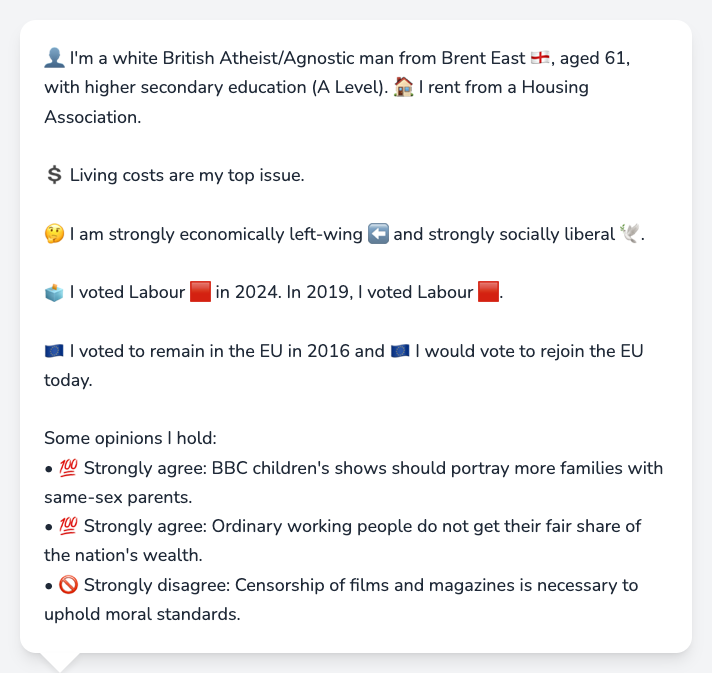 👤 I'm a white British Atheist/Agnostic man from Brent East 🏴󠁧󠁢󠁥󠁮󠁧󠁿, aged 61,
with higher secondary education (A Level). 🏠 I rent from a Housing
Association.
💲 Living costs are my top issue.
🤔 I am strongly economically left-wing ⬅️ and strongly socially liberal 🕊️.
🗳️ I voted Labour 🟥 in 2024. In 2019, I voted Labour 🟥.
🇪🇺 I voted to remain in the EU in 2016 and 🇪🇺 I would vote to rejoin the EU
today.
Some opinions I hold:
• 💯 Strongly agree: BBC children's shows should portray more families with
same-sex parents.
• 💯 Strongly agree: Ordinary working people do not get their fair share of
the nation's wealth.
• 🚫 Strongly disagree: Censorship of films and magazines is necessary to
uphold moral standards.